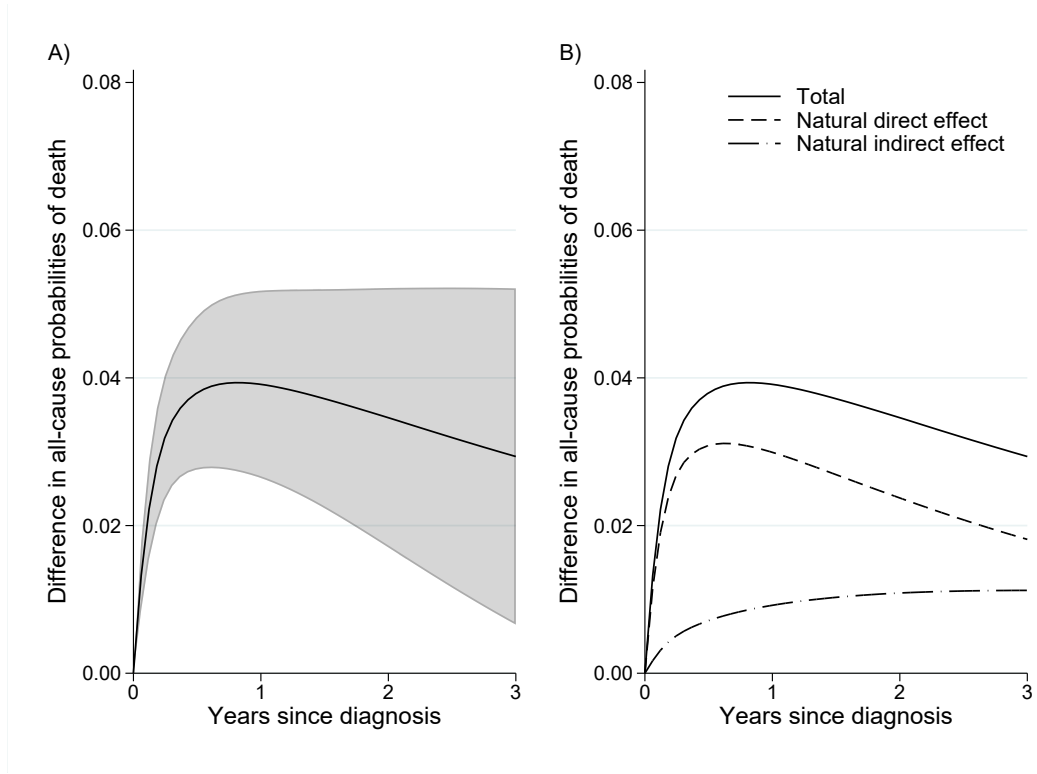 A)
Difference in all-cause probabilities of death
0.08
0.06
0.04
0.02
0.00
0 1 2 3
Years since diagnosis
B)
Difference in all-cause probabilities of death
0.08
0.06
0.04
0.02
0.00
Total
Natural direct effect
Natural indirect effect
0 1 2 3
Years since diagnosis